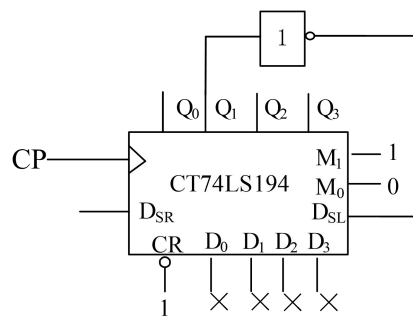 1
Q0 Q1 Q2 Q3
CP
CT74LS194
M1 1
M0 0
DSR
DSL
CR D0 D1 D2 D3
1 × × × ×